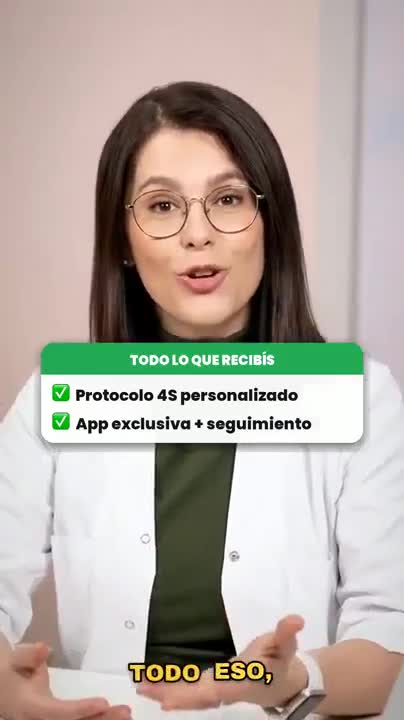 TODO LO QUE RECIBÍS
✅ Protocolo 4S personalizado
✅ App exclusiva + seguimiento
TODO ESO,